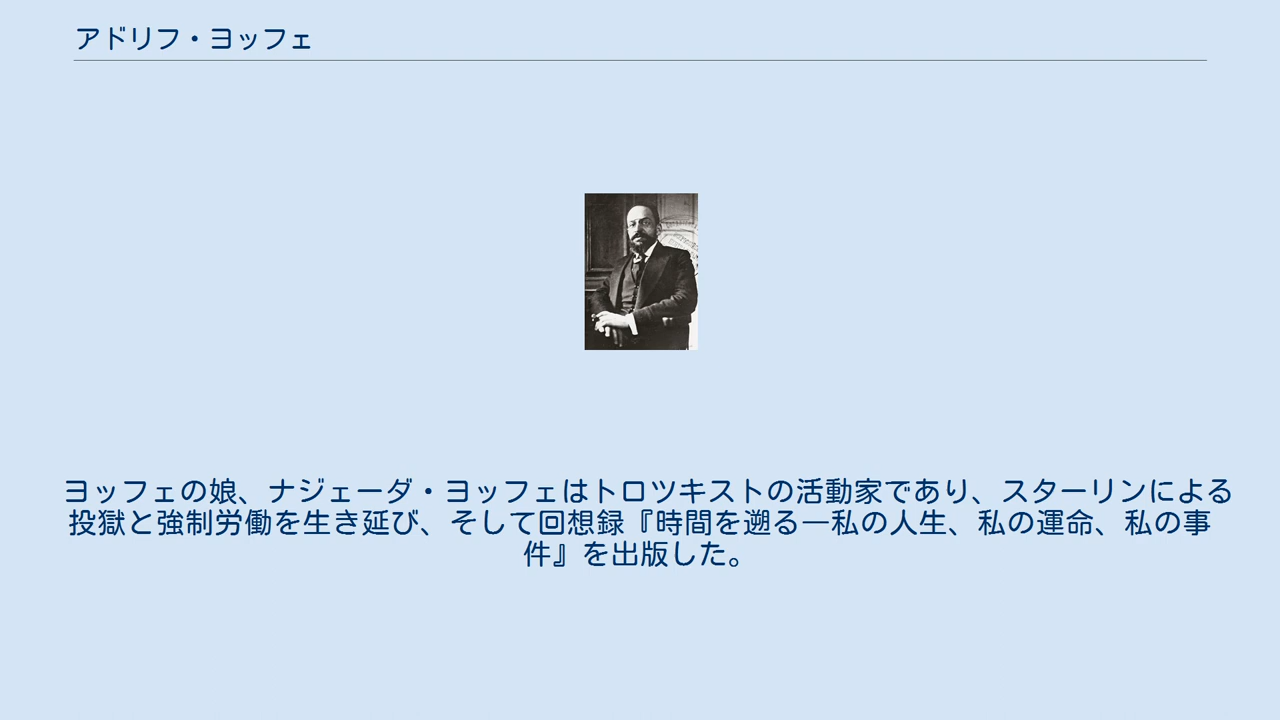 アドリフ・ヨッフェ
ヨッフェの娘、ナジェーダ・ヨッフェはトロツキストの活動家であり、スターリンによる
投獄と強制労働を生き延び、そして回想録『時間を遡る―私の人生、私の運命、私の事
件』を出版した。